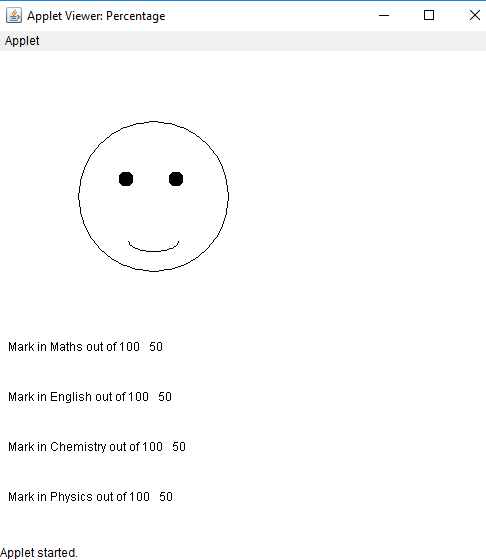 Applet Viewer: Percentage
Applet
Mark in Maths out of 100 50
Mark in English out of 100 50
Mark in Chemistry out of 100 50
Mark in Physics out of 100 50
Applet started.